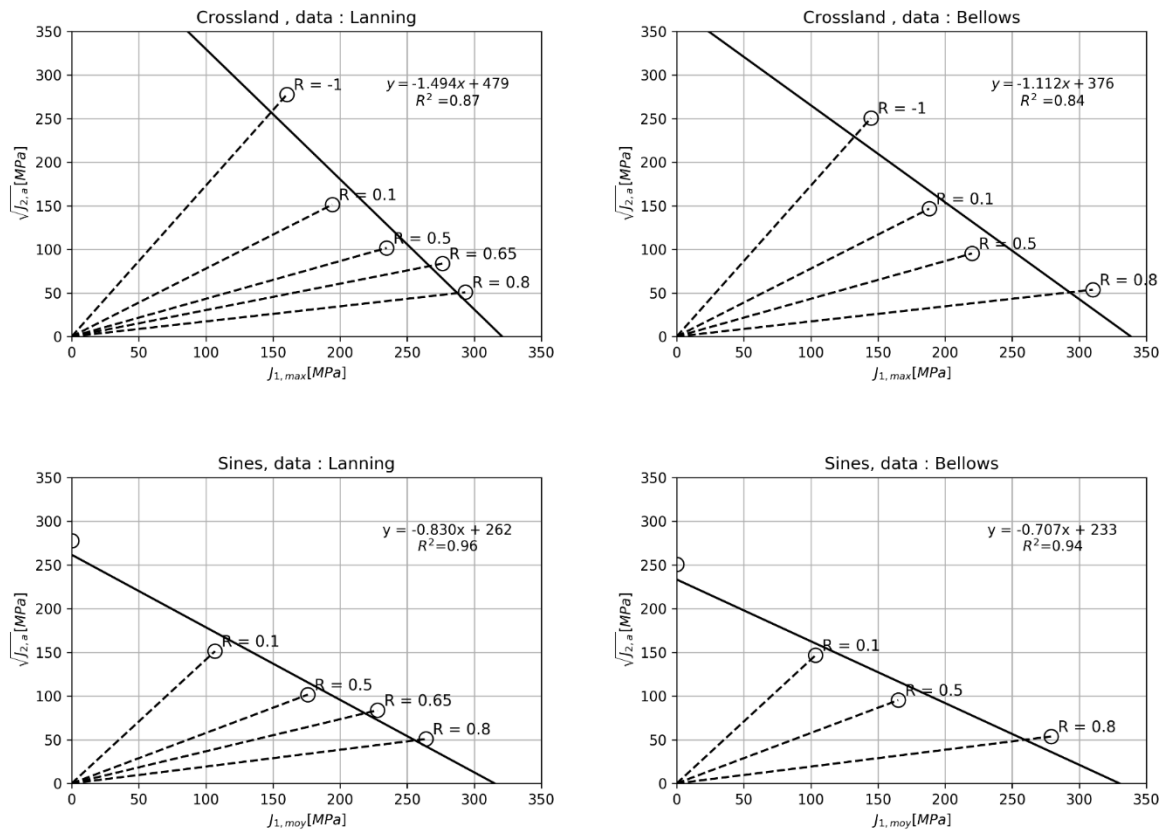 Crossland , data : Lanning
350
300
250
200
150
100
50
0
√J2,a[MPa]
R = -1
y = -1.494x + 479
R² =0.87
R = 0.1
R = 0.5
R = 0.65
R = 0.8
0 50 100 150 200 250 300 350
J1, max[MPa]
Crossland , data : Bellows
350
300
250
200
150
100
50
0
√J2,a[MPa]
R = -1
y = -1.112x + 376
R² =0.84
R = 0.1
R = 0.5
R = 0.8
0 50 100 150 200 250 300 350
J1, max[MPa]
Sines, data : Lanning
350
300
250
200
150
100
50
0
√J2,a[MPa]
y = -0.830x + 262
R²=0.96
R = 0.1
R = 0.5
R = 0.65
R = 0.8
0 50 100 150 200 250 300 350
J1, moy[MPa]
Sines, data : Bellows
350
300
250
200
150
100
50
0
√J2,a[MPa]
y = -0.707x + 233
R²=0.94
R = 0.1
R = 0.5
R = 0.8
0 50 100 150 200 250 300 350
J1, moy[MPa]